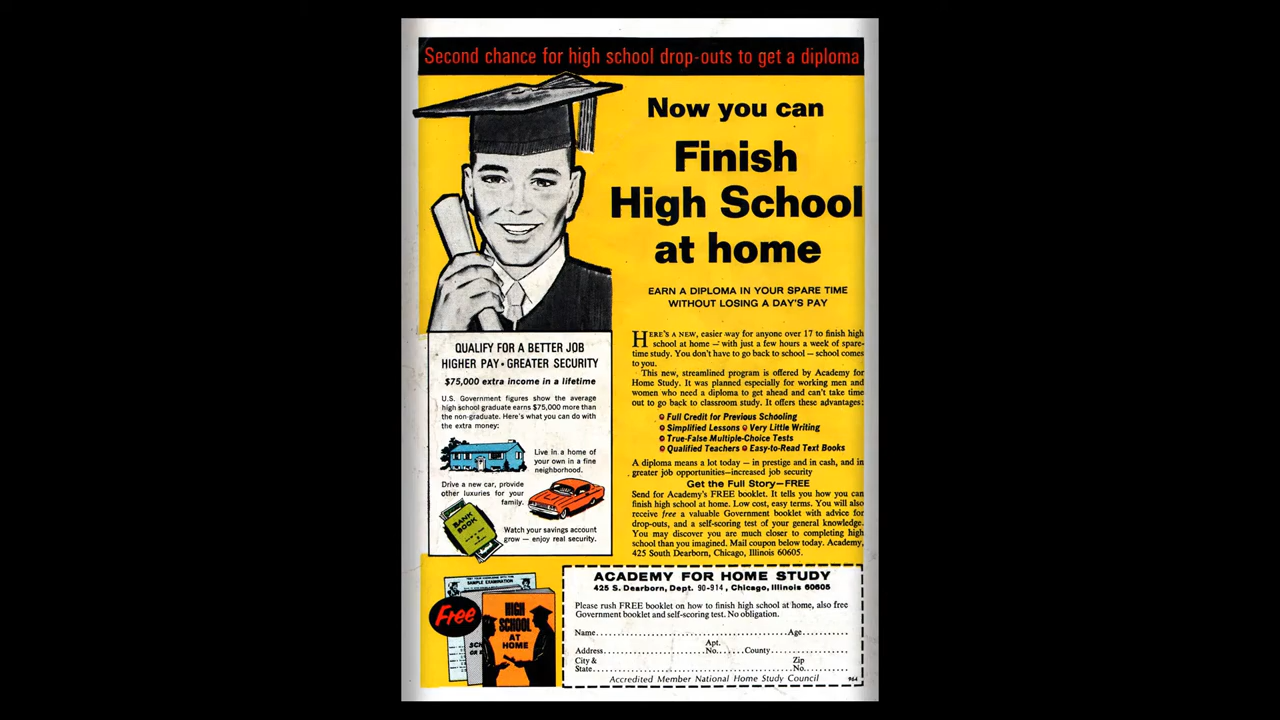 Second chance for high school drop-outs to get a diploma
Now you can
Finish
High School
at home
EARN A DIPLOMA IN YOUR SPARE TIME
WITHOUT LOSING A DAY'S PAY
QUALIFY FOR A BETTER JOB
HIGHER PAY • GREATER SECURITY
$75,000 extra income in a lifetime
U.S. Government figures show the average
high school graduate earns $75,000 more than
the non-graduate. Here's what you can do with
the extra money:
Live in a home of
your own in a fine
neighborhood.
Drive a new car, provide
other luxuries for your
family.
BANK
BOOK
Watch your savings account
grow — enjoy real security.
HERE'S A NEW, easier way for anyone over 17 to finish high
school at home — with just a few hours a week of spare-
time study. You don't have to go back to school — school comes
to you.
This new, streamlined program is offered by Academy for
Home Study. It was planned especially for working men and
women who need a diploma to get ahead and can't take time
out to go back to classroom study. It offers these advantages:
Full Credit for Previous Schooling
Simplified Lessons Very Little Writing
True-False Multiple-Choice Tests
Qualified Teachers Easy-to-Read Text Books
A diploma means a lot today — in prestige and in cash, and in
greater job opportunities—increased job security
Get the Full Story—FREE
Send for Academy's FREE booklet. It tells you how you can
finish high school at home. Low cost, easy terms. You will also
receive free a valuable Government booklet with advice for
drop-outs, and a self-scoring test of your general knowledge.
You may discover you are much closer to completing high
school than you imagined. Mail coupon below today. Academy,
425 South Dearborn, Chicago, Illinois 60605.
SAMPLE EXAMINATION
Free
HIGH
SCHOOL
AT
HOME
ACADEMY FOR HOME STUDY
425 S. Dearborn, Dept. 90-914, Chicago, Illinois 60605
Please rush FREE booklet on how to finish high school at home, also free
Government booklet and self-scoring test. No obligation.
Name Age
Address Apt. No. County
City & State Zip No.
Accredited Member National Home Study Council 964